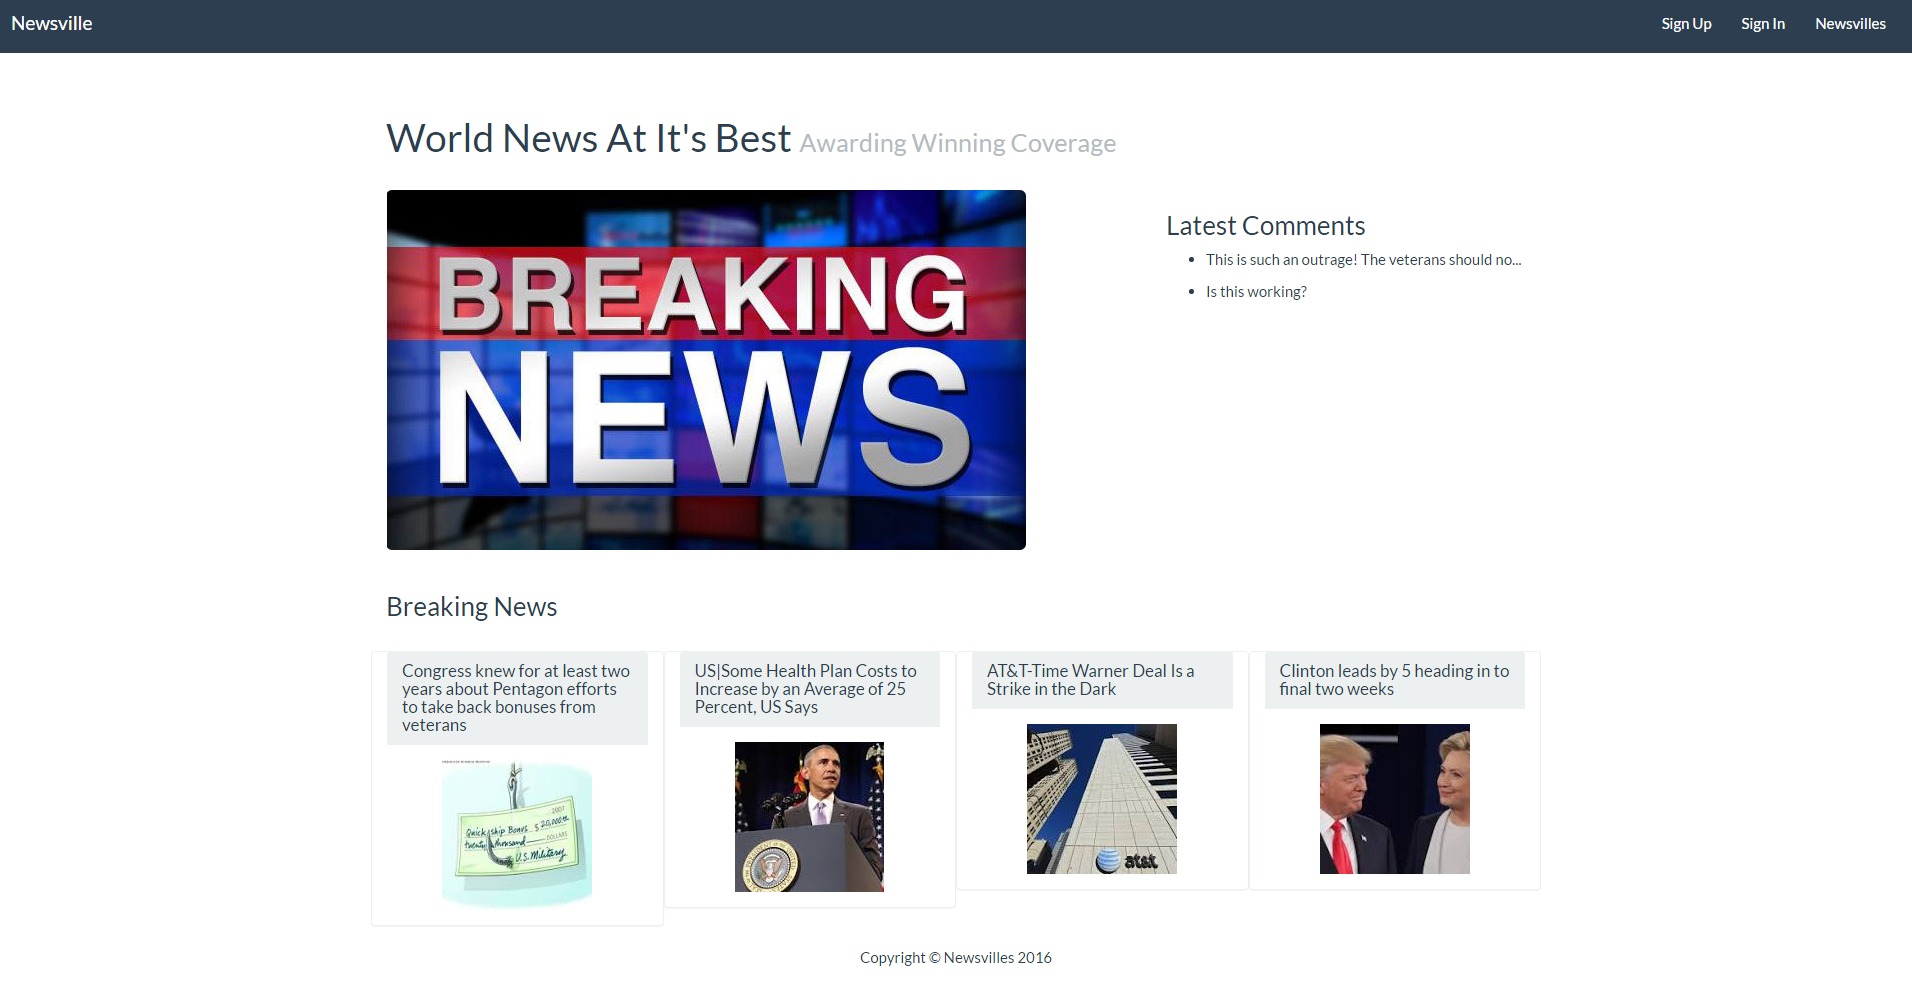 Newsville
Sign Up
Sign In
Newsvilles
World News At It's Best Awarding Winning Coverage
BREAKING
NEWS
Latest Comments
This is such an outrage! The veterans should no...
Is this working?
Breaking News
Congress knew for at least two
years about Pentagon efforts
to take back bonuses from
veterans
2007
Quick ship Bonus $ 20,000
twenty thousand DOLLARS
U.S. Military
US|Some Health Plan Costs to
Increase by an Average of 25
Percent, US Says
AT&T-Time Warner Deal Is a
Strike in the Dark
at&t
Clinton leads by 5 heading in to
final two weeks
Copyright © Newsvilles 2016